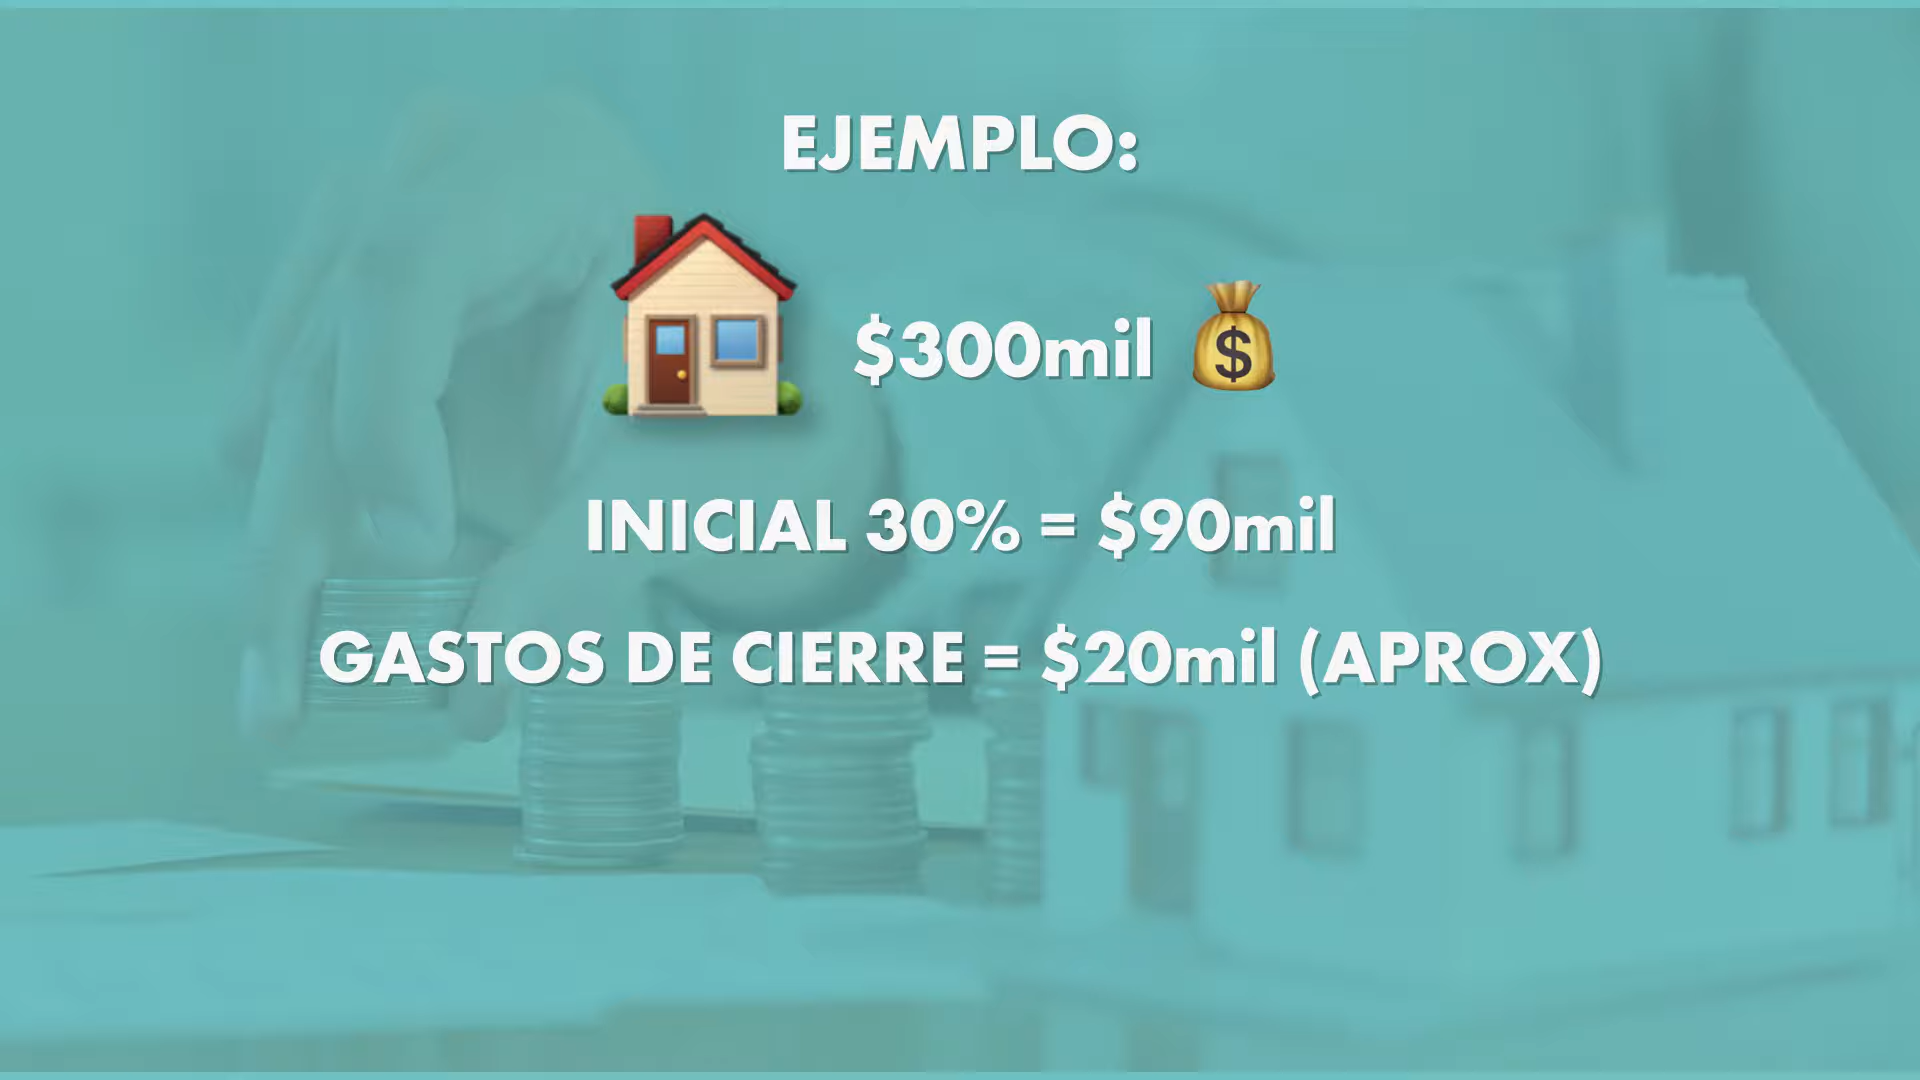 EJEMPLO:
$300mil $
INICIAL 30% = $90mil
GASTOS DE CIERRE = $20mil (APROX)